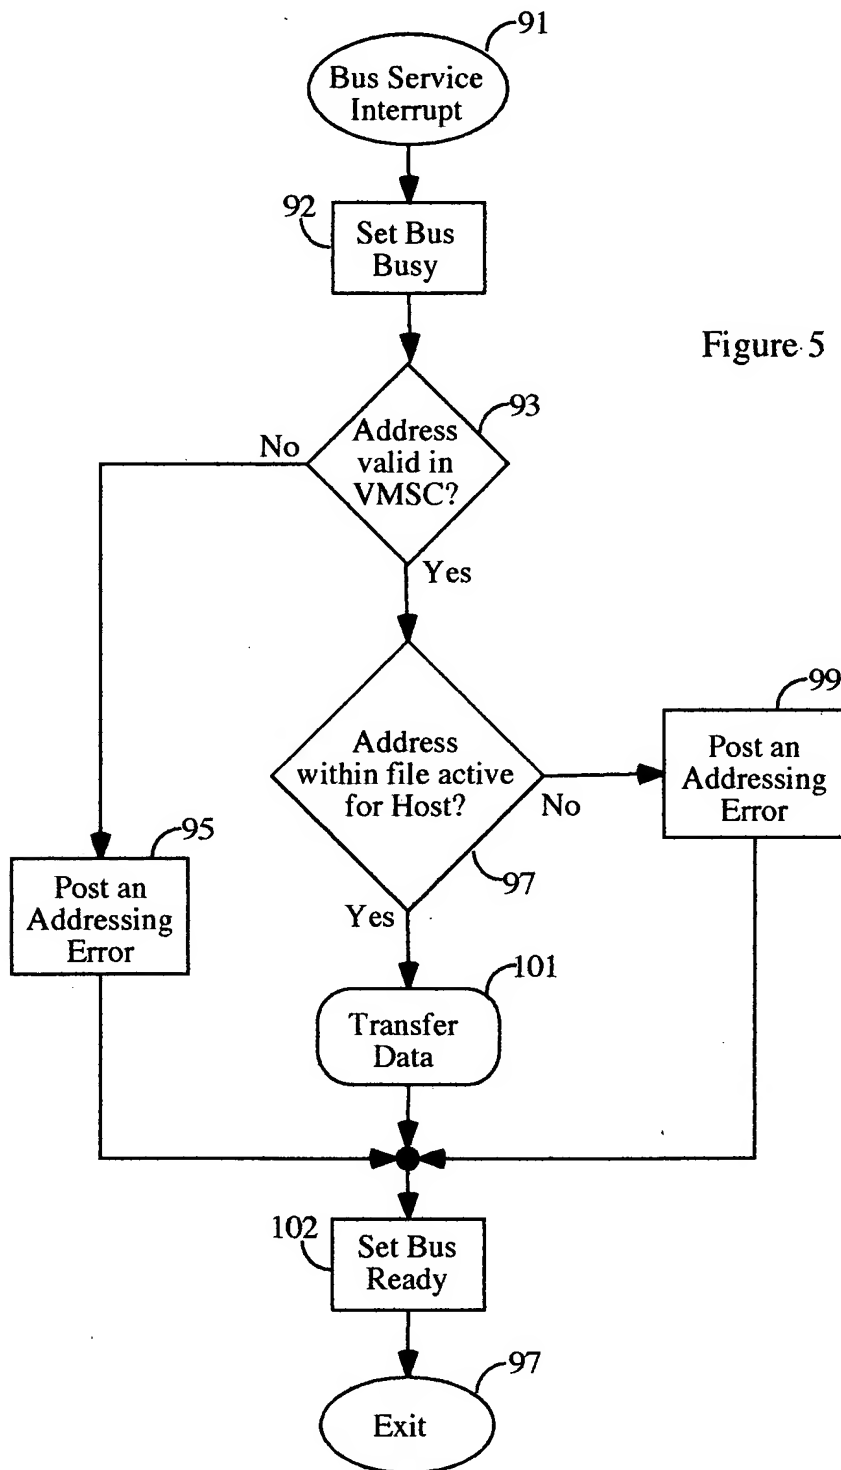 91
Bus Service
Interrupt
92
Set Bus
Busy
Figure 5
93
Address
valid in
VMSC?
No
Yes
99
Address
within file active
for Host?
Post an
Addressing
Error
No
95
97
Post an
Addressing
Error
Yes
101
Transfer
Data
102
Set Bus
Ready
97
Exit